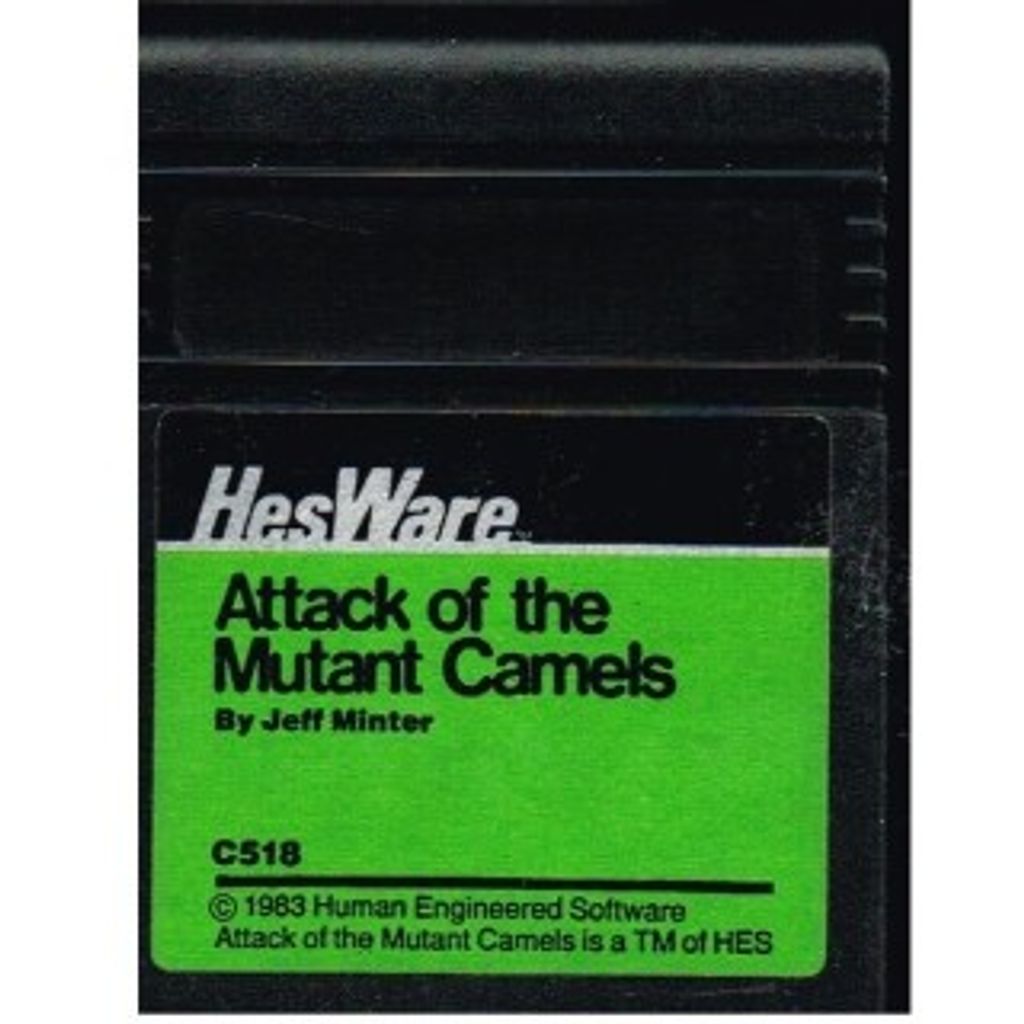 HesWare™
Attack of the
Mutant Camels
By Jeff Minter
C518
© 1983 Human Engineered Software
Attack of the Mutant Camels is a TM of HES